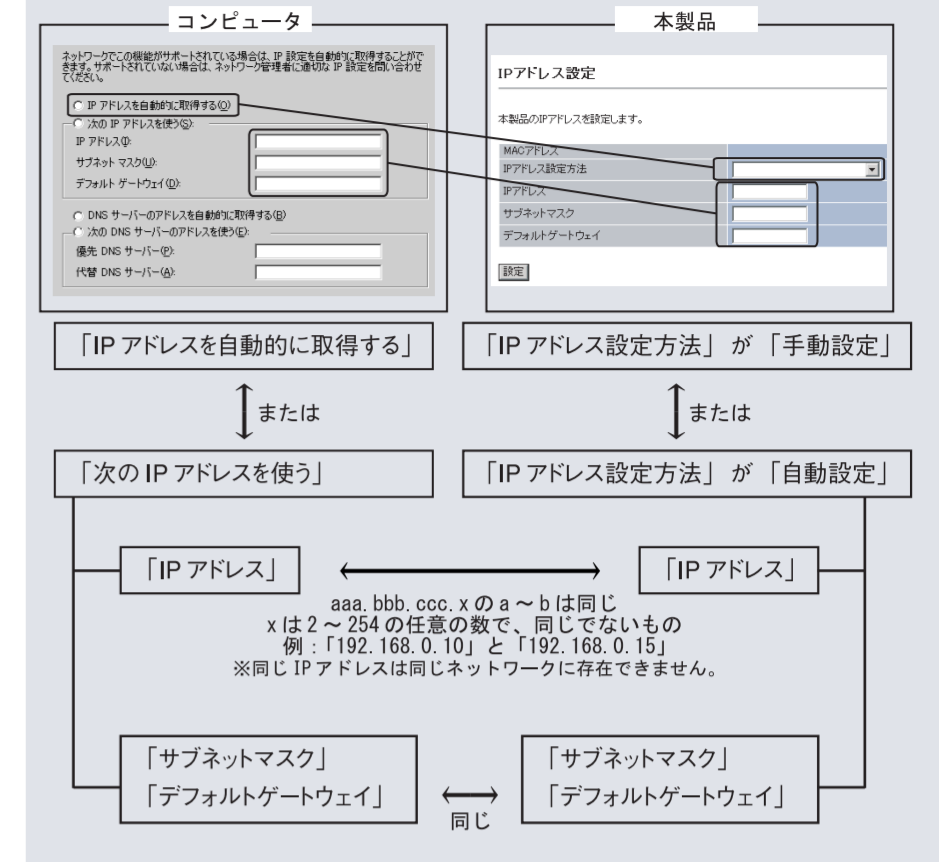 コンピュータ
ネットワークでこの機能がサポートされている場合は、IP 設定を自動的に取得することがで
きます。サポートされていない場合は、ネットワーク管理者に適切な IP 設定を問い合わせ
てください。
IP アドレスを自動的に取得する(O)
次の IP アドレスを使う(S):
IP アドレス(I):
サブネット マスク(U):
デフォルト ゲートウェイ(D):
DNS サーバーのアドレスを自動的に取得する(B)
次の DNS サーバーのアドレスを使う(E):
優先 DNS サーバー(P):
代替 DNS サーバー(A):
本製品
IPアドレス設定
本製品のIPアドレスを設定します。
MACアドレス
IPアドレス設定方法
IPアドレス
サブネットマスク
デフォルトゲートウェイ
設定
「IP アドレスを自動的に取得する」
「IP アドレス設定方法」が「手動設定」
または
または
「次の IP アドレスを使う」
「IP アドレス設定方法」が「自動設定」
「IP アドレス」
「IP アドレス」
aaa.bbb.ccc.x の a ～ b は同じ
x は 2 ～ 254 の任意の数で、同じでないもの
例：「192.168.0.10」と「192.168.0.15」
※同じ IP アドレスは同じネットワークに存在できません。
「サブネットマスク」
「デフォルトゲートウェイ」
同じ
「サブネットマスク」
「デフォルトゲートウェイ」